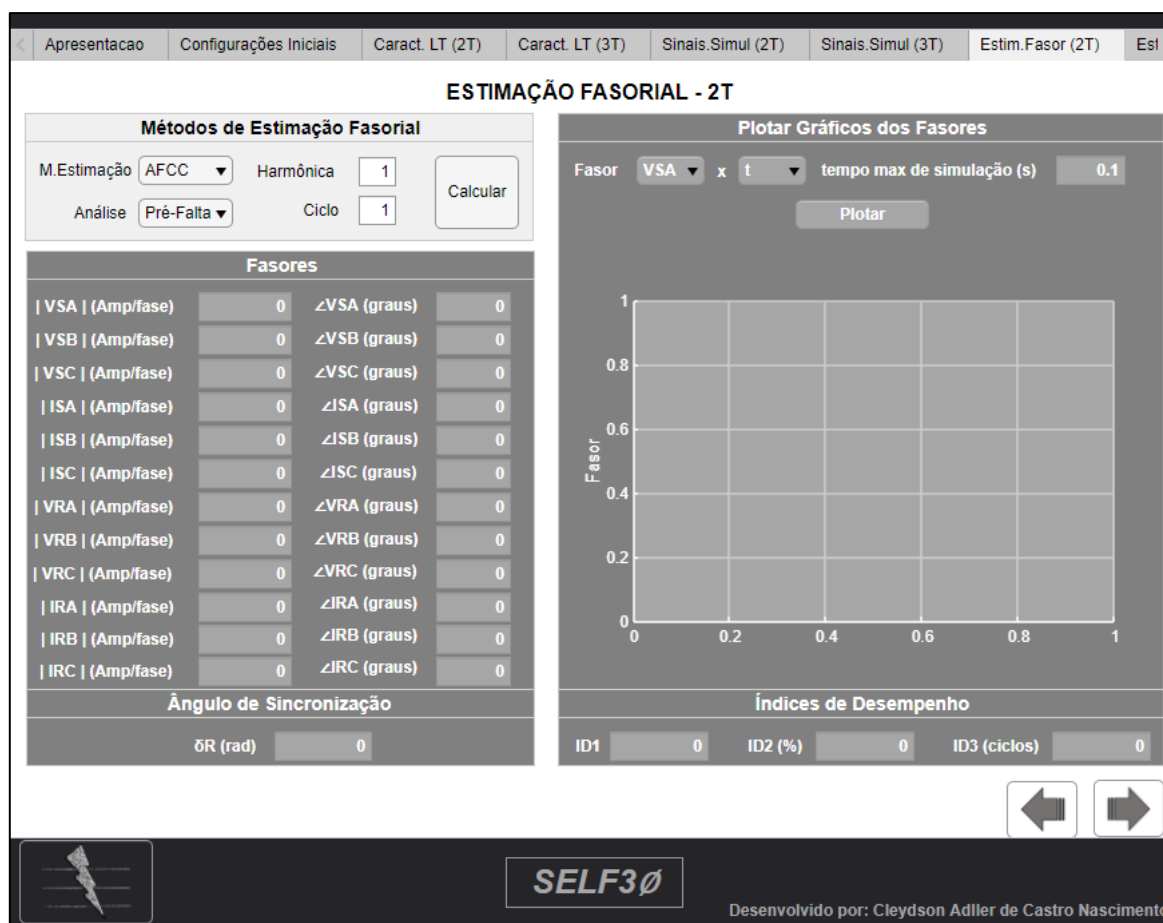 Apresentacao Configurações Iniciais Caract. LT (2T) Caract. LT (3T) Sinais.Simul (2T) Sinais.Simul (3T) Estim.Fasor (2T) Est
ESTIMAÇÃO FASORIAL - 2T
Métodos de Estimação Fasorial
M.Estimação AFCC Harmônica 1
Análise Pré-Falta Ciclo 1
Calcular
Fasores
| VSA | (Amp/fase) 0 ∠VSA (graus) 0
| VSB | (Amp/fase) 0 ∠VSB (graus) 0
| VSC | (Amp/fase) 0 ∠VSC (graus) 0
| ISA | (Amp/fase) 0 ∠ISA (graus) 0
| ISB | (Amp/fase) 0 ∠ISB (graus) 0
| ISC | (Amp/fase) 0 ∠ISC (graus) 0
| VRA | (Amp/fase) 0 ∠VRA (graus) 0
| VRB | (Amp/fase) 0 ∠VRB (graus) 0
| VRC | (Amp/fase) 0 ∠VRC (graus) 0
| IRA | (Amp/fase) 0 ∠IRA (graus) 0
| IRB | (Amp/fase) 0 ∠IRB (graus) 0
| IRC | (Amp/fase) 0 ∠IRC (graus) 0
Ângulo de Sincronização
δR (rad) 0
Plotar Gráficos dos Fasores
Fasor VSA x t tempo max de simulação (s) 0.1
Plotar
1
0.8
0.6
0.4
0.2
0
Fasor
0 0.2 0.4 0.6 0.8 1
Índices de Desempenho
ID1 0 ID2 (%) 0 ID3 (ciclos) 0
SELF3Ø
Desenvolvido por: Cleydson Adller de Castro Nascimento